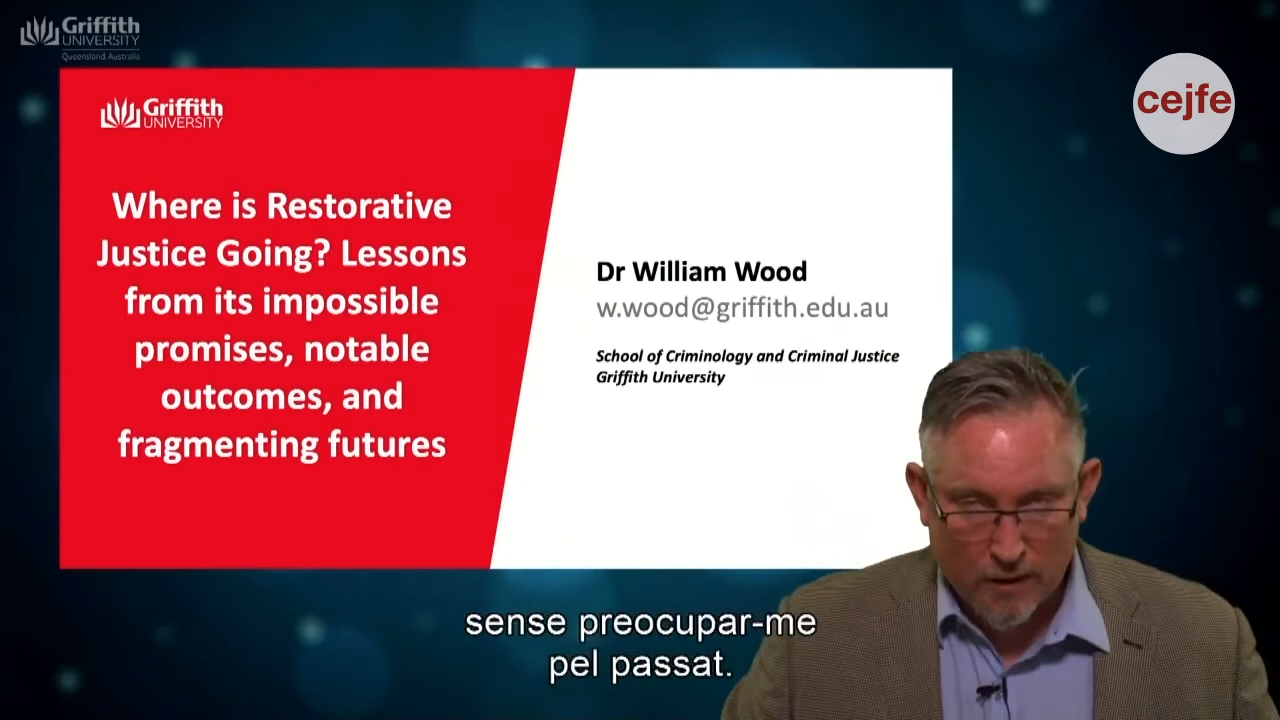 Griffith
UNIVERSITY
Queensland, Australia
cejfe
Griffith
UNIVERSITY
Where is Restorative
Justice Going? Lessons
from its impossible
promises, notable
outcomes, and
fragmenting futures
Dr William Wood
w.wood@griffith.edu.au
School of Criminology and Criminal Justice
Griffith University
sense preocupar-me
pel passat.